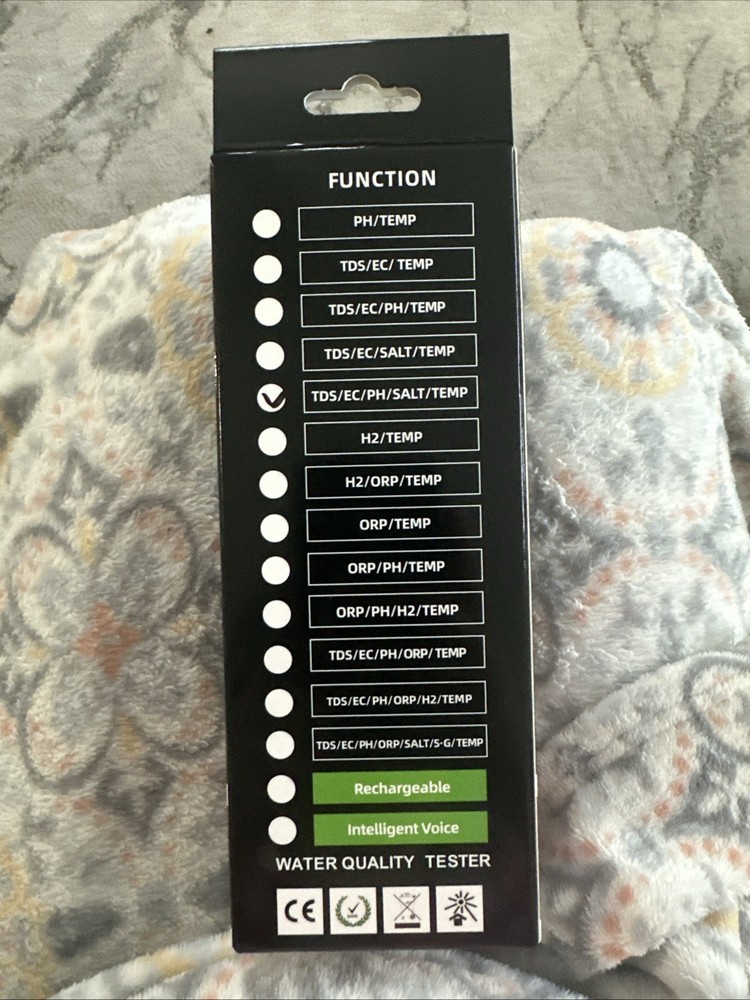 FUNCTION
PH/TEMP
TDS/EC/ TEMP
TDS/EC/PH/TEMP
TDS/EC/SALT/TEMP
TDS/EC/PH/SALT/TEMP
H2/TEMP
H2/ORP/TEMP
ORP/TEMP
ORP/PH/TEMP
ORP/PH/H2/TEMP
TDS/EC/PH/ORP/TEMP
TDS/EC/PH/ORP/H2/TEMP
TDS/EC/PH/ORP/SALT/S-G/TEMP
Rechargeable
Intelligent Voice
WATER QUALITY TESTER
CE